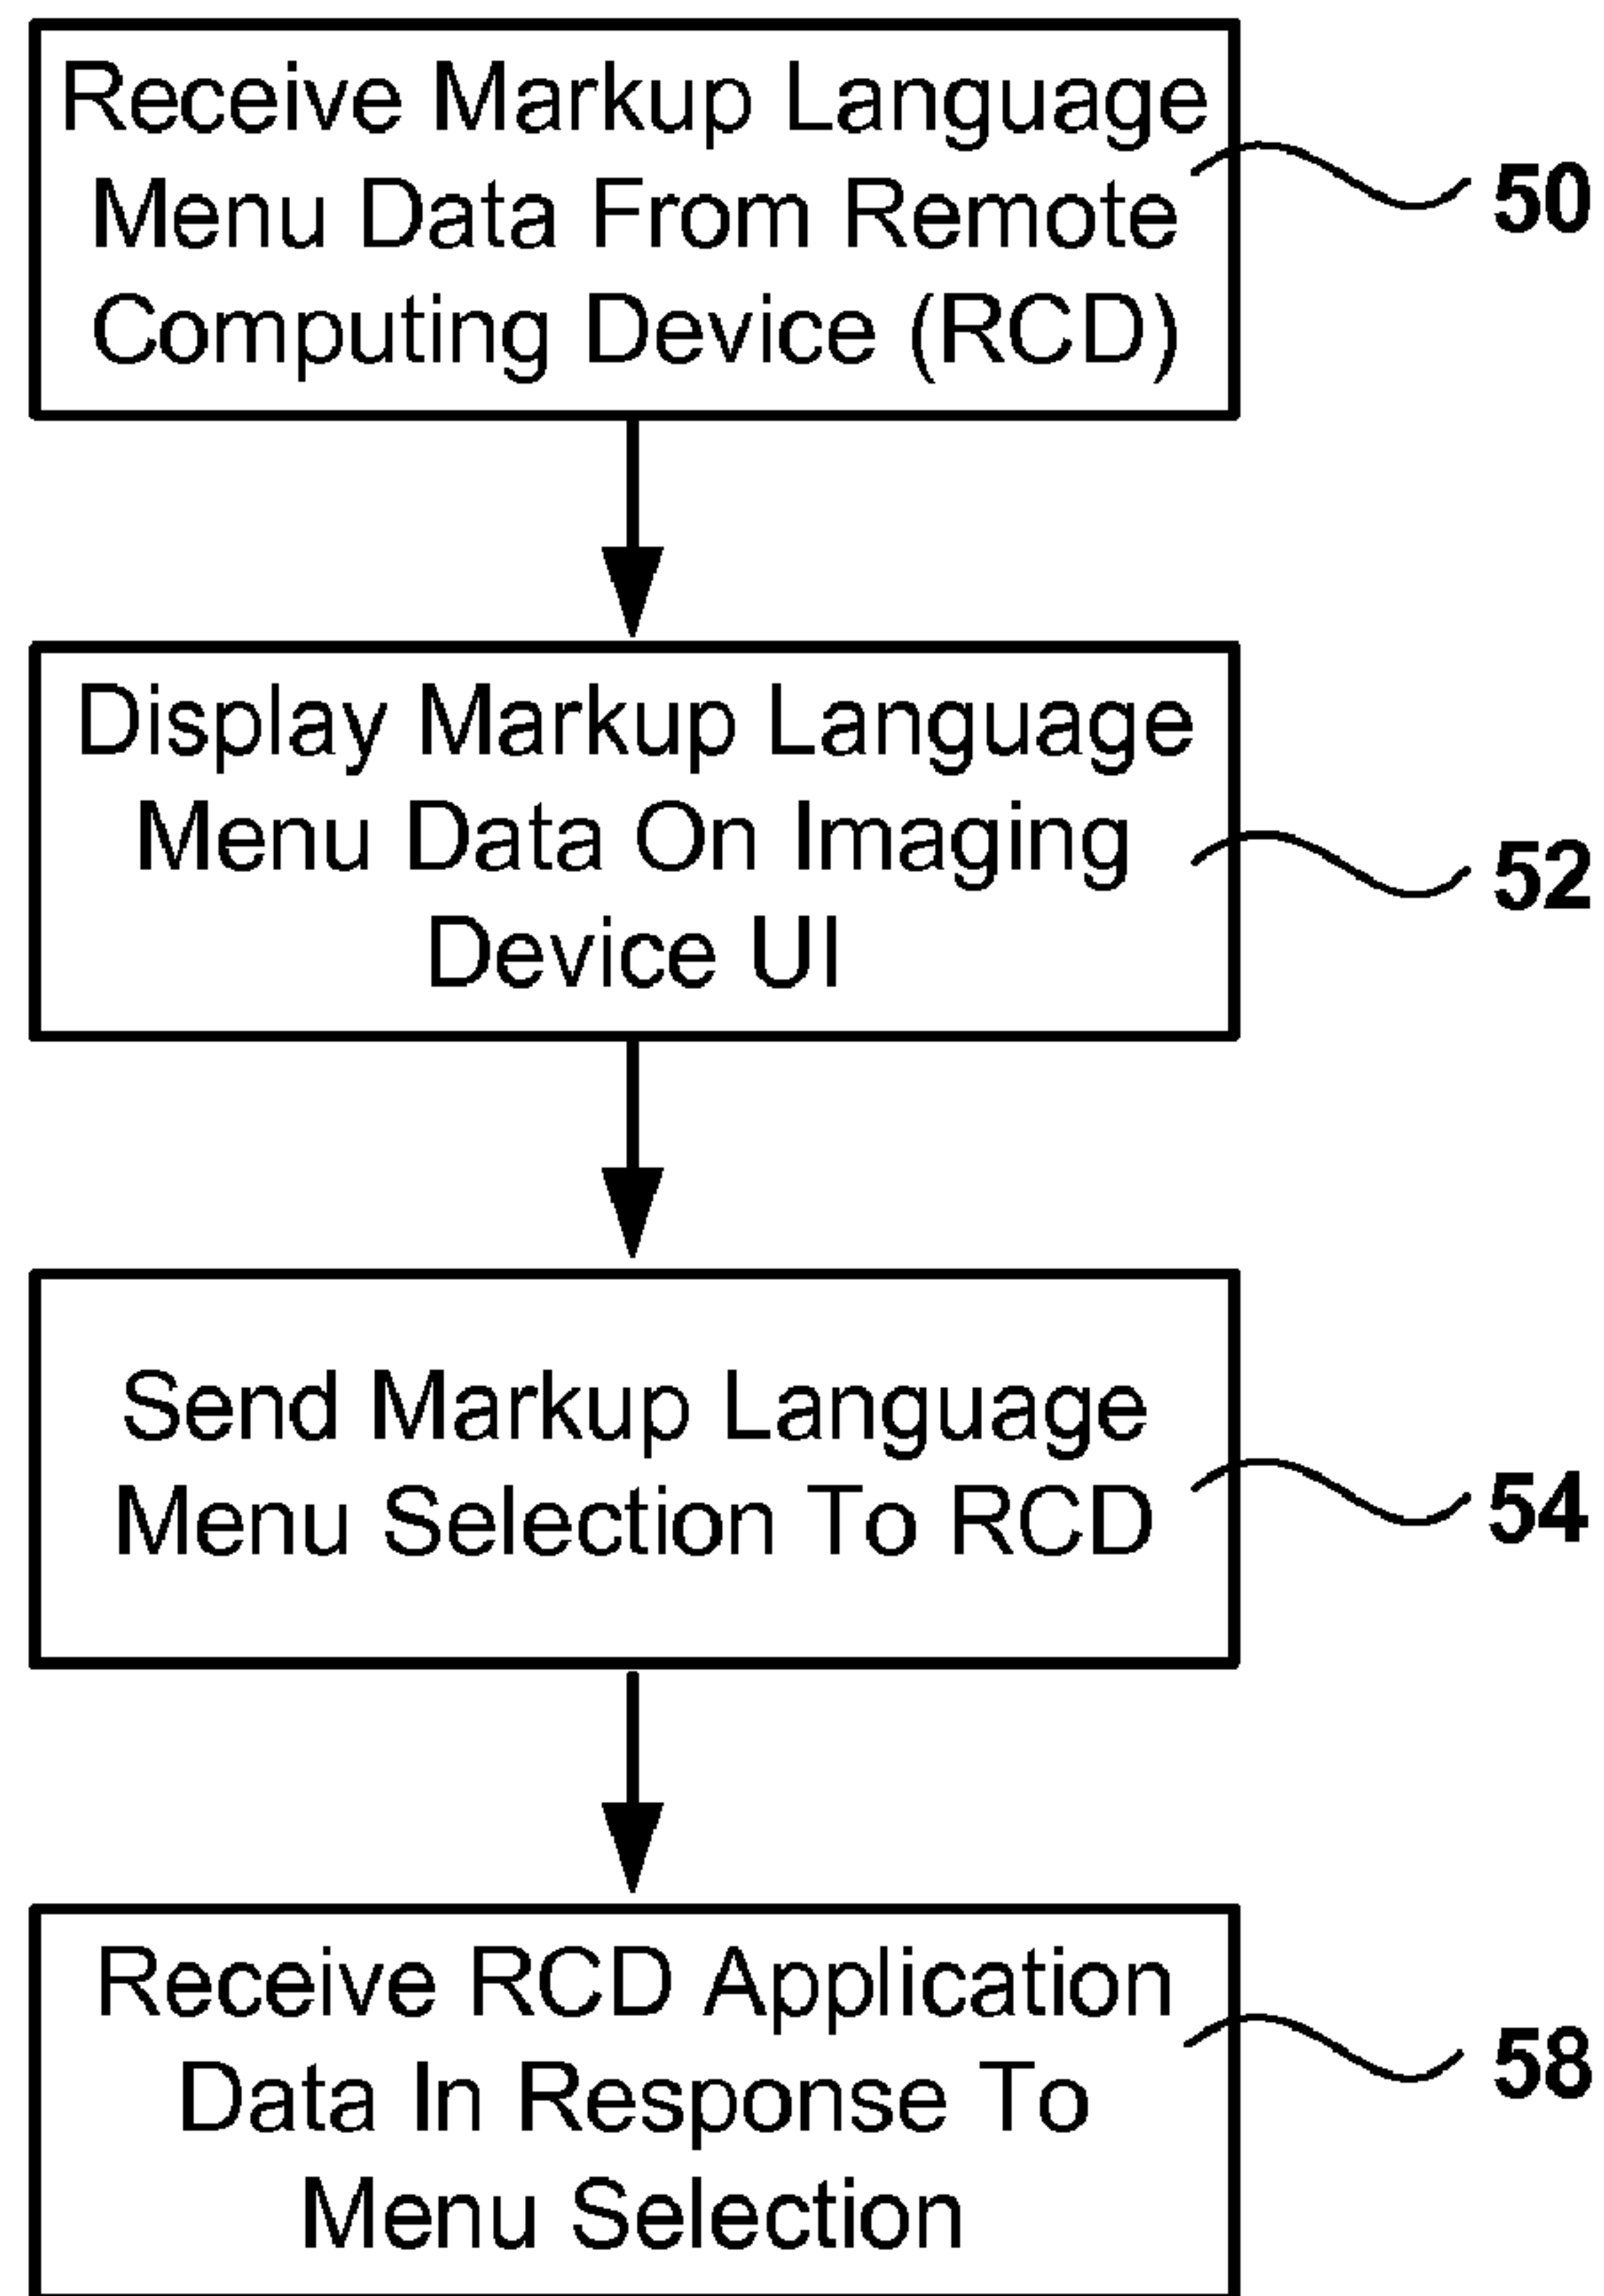 Receive Markup Language
Menu Data From Remote
Computing Device (RCD)
50
Display Markup Language
Menu Data On Imaging
Device UI
52
Send Markup Language
Menu Selection To RCD
54
Receive RCD Application
Data In Response To
Menu Selection
58